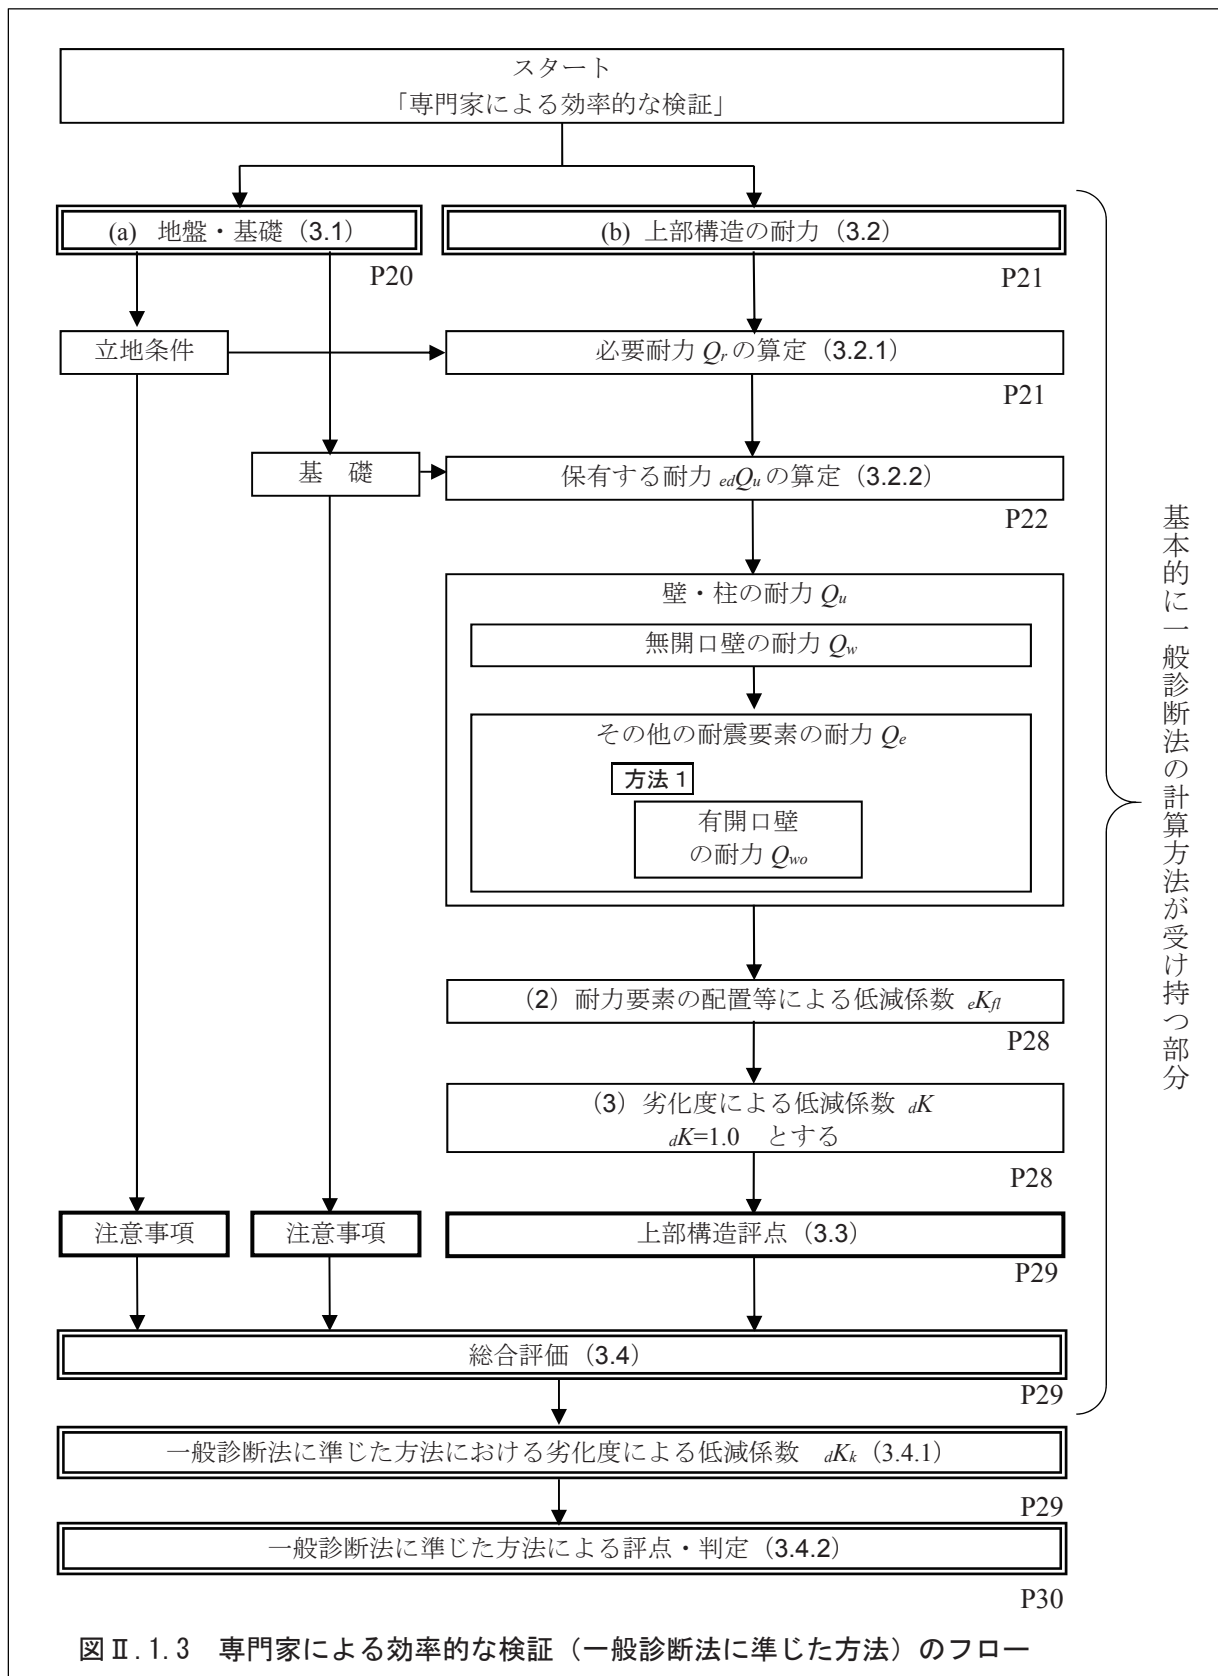 スタート
「専門家による効率的な検証」
(a) 地盤・基礎（3.1）
(b) 上部構造の耐力（3.2）
P20
P21
立地条件
必要耐力 Qr の算定（3.2.1）
P21
基　礎
保有する耐力 edQu の算定（3.2.2）
P22
壁・柱の耐力 Qu
無開口壁の耐力 Qw
その他の耐震要素の耐力 Qe
方法 1
有開口壁
の耐力 Qwo
（2）耐力要素の配置等による低減係数 eKfl
P28
（3）劣化度による低減係数 dK
dK=1.0　とする
P28
注意事項
注意事項
上部構造評点（3.3）
P29
総合評価（3.4）
P29
一般診断法に準じた方法における劣化度による低減係数　dKk（3.4.1）
P29
一般診断法に準じた方法による評点・判定（3.4.2）
P30
基本的に一般診断法の計算方法が受け持つ部分
図Ⅱ.1.3　専門家による効率的な検証（一般診断法に準じた方法）のフロー